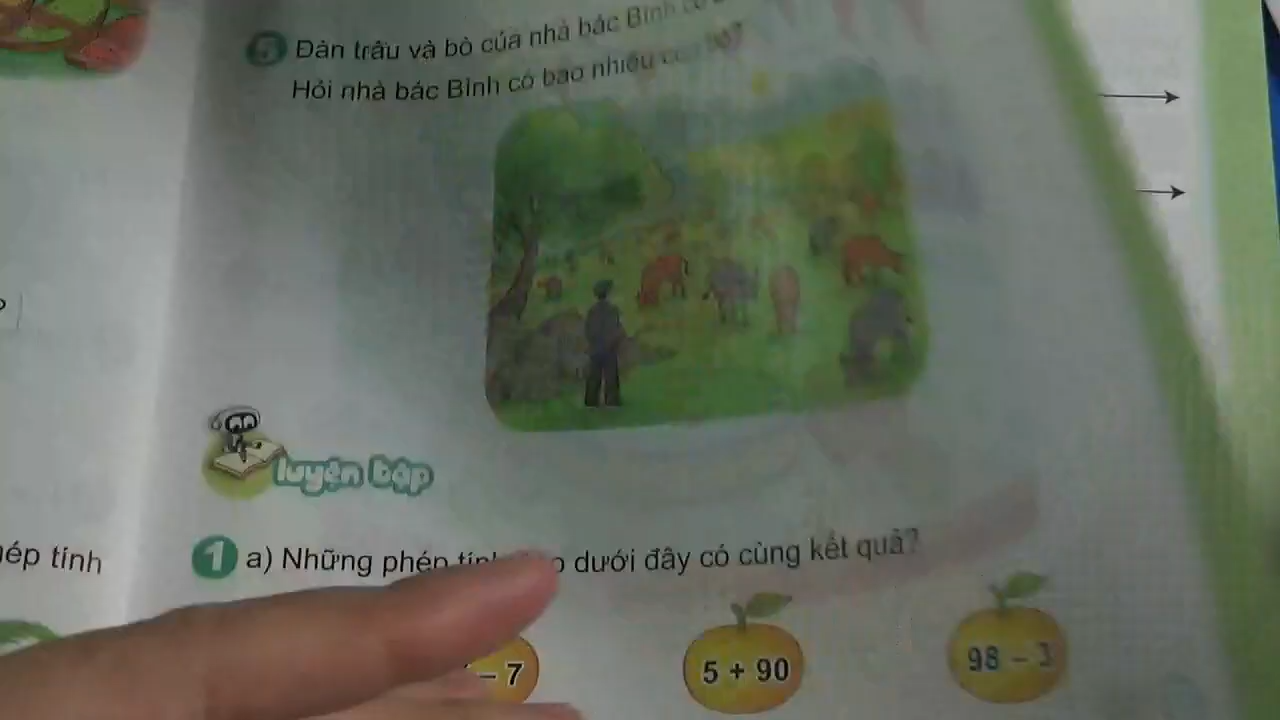 5 Đàn trâu và bò của nhà bác Bình có
Hỏi nhà bác Bình có bao nhiêu
luyện tập
ép tính
1 a) Những phép tính dưới đây có cùng kết quả?
– 7
5 + 90
98 –